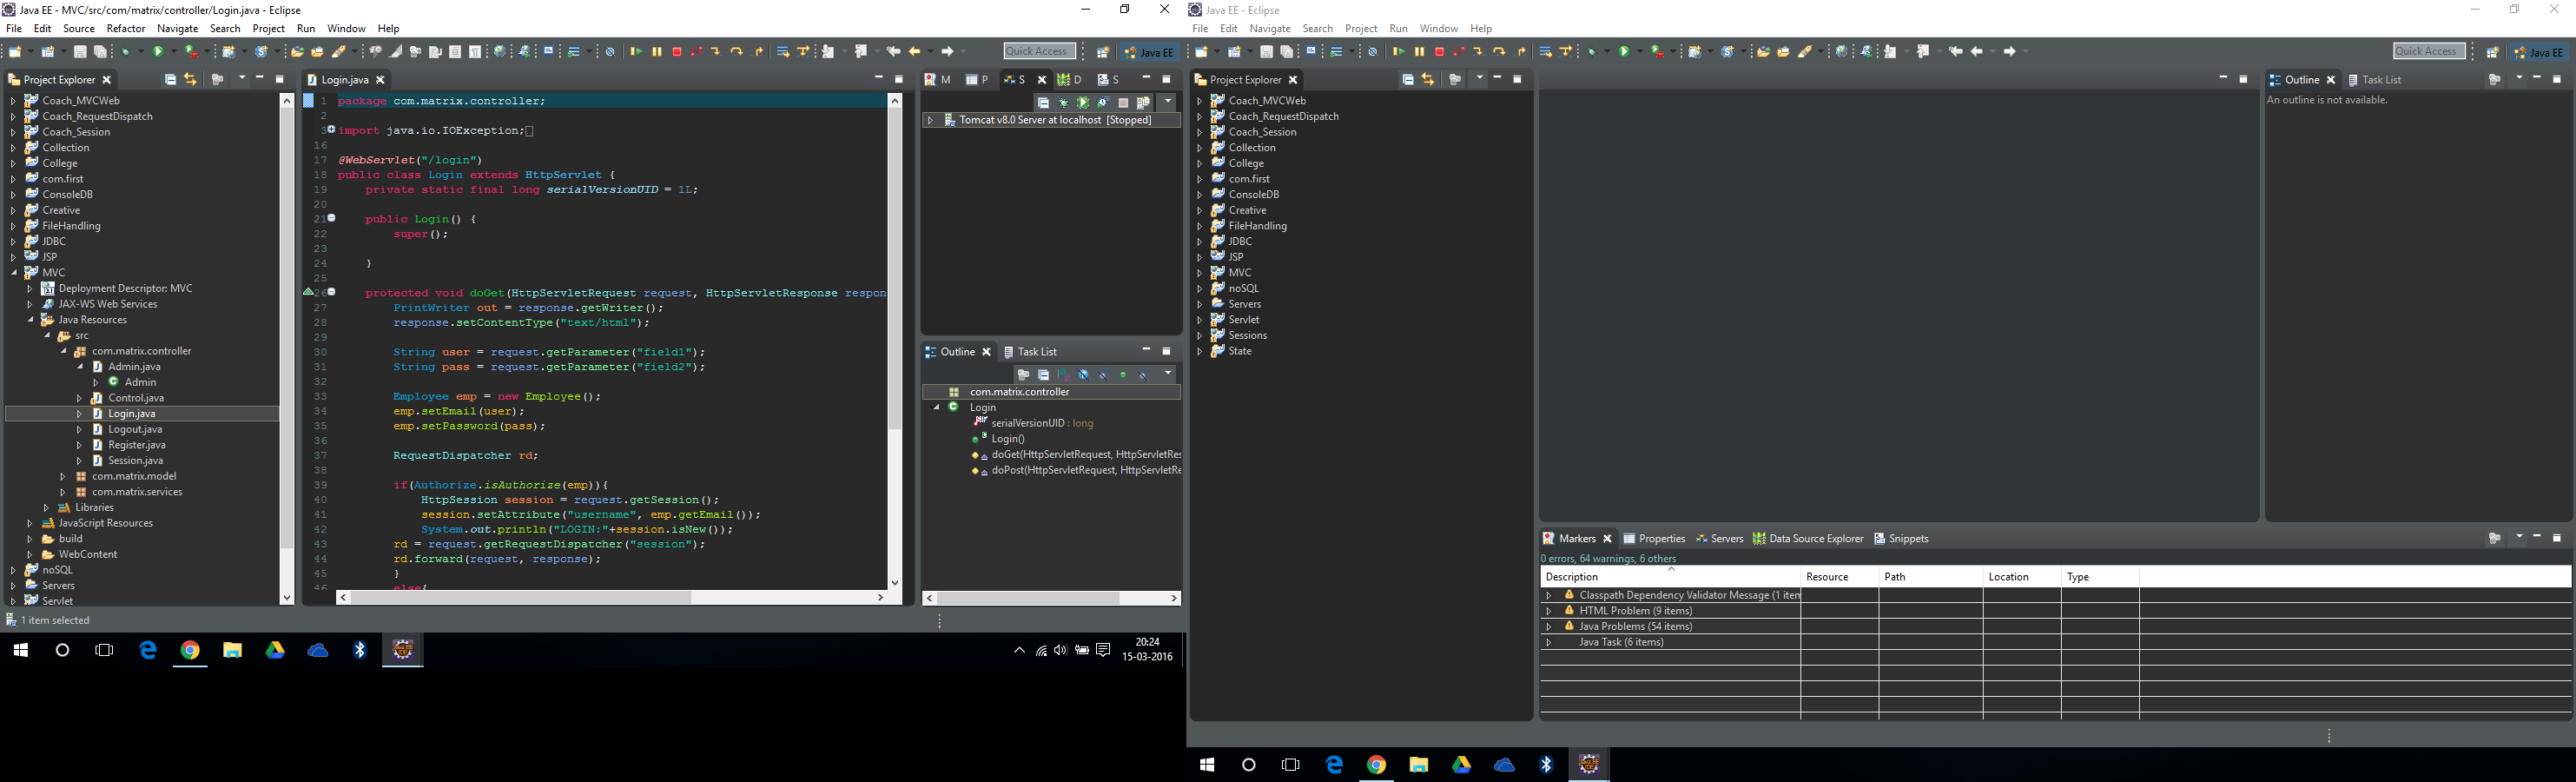 Java EE - MVC/src/com/matrix/controller/Login.java - Eclipse
File Edit Source Refactor Navigate Search Project Run Window Help
Quick Access
Java EE
Project Explorer
Coach_MVCWeb
Coach_RequestDispatch
Coach_Session
Collection
College
com.first
ConsoleDB
Creative
FileHandling
JDBC
JSP
MVC
Deployment Descriptor: MVC
JAX-WS Web Services
Java Resources
src
com.matrix.controller
Admin.java
Admin
Control.java
Login.java
Logout.java
Register.java
Session.java
com.matrix.model
com.matrix.services
Libraries
JavaScript Resources
build
WebContent
noSQL
Servers
Servlet
1 item selected
Login.java
1 package com.matrix.controller;
2
3 import java.io.IOException;
16
17 @WebServlet("/login")
18 public class Login extends HttpServlet {
19 private static final long serialVersionUID = 1L;
20
21 public Login() {
22 super();
23
24 }
25
26 protected void doGet(HttpServletRequest request, HttpServletResponse respon
27 PrintWriter out = response.getWriter();
28 response.setContentType("text/html");
29
30 String user = request.getParameter("field1");
31 String pass = request.getParameter("field2");
32
33 Employee emp = new Employee();
34 emp.setEmail(user);
35 emp.setPassword(pass);
36
37 RequestDispatcher rd;
38
39 if(Authorize.isAuthorize(emp)){
40 HttpSession session = request.getSession();
41 session.setAttribute("username", emp.getEmail());
42 System.out.println("LOGIN:"+session.isNew());
43 rd = request.getRequestDispatcher("session");
44 rd.forward(request, response);
45 }
46 else{
M P S D S
Tomcat v8.0 Server at localhost [Stopped]
Outline Task List
com.matrix.controller
Login
serialVersionUID : long
Login()
doGet(HttpServletRequest, HttpServletRes
doPost(HttpServletRequest, HttpServletRe
20:24
15-03-2016
Java EE - Eclipse
File Edit Navigate Search Project Run Window Help
Quick Access
Java EE
Project Explorer
Coach_MVCWeb
Coach_RequestDispatch
Coach_Session
Collection
College
com.first
ConsoleDB
Creative
FileHandling
JDBC
JSP
MVC
noSQL
Servers
Servlet
Sessions
State
Outline Task List
An outline is not available.
Markers Properties Servers Data Source Explorer Snippets
0 errors, 64 warnings, 6 others
Description Resource Path Location Type
Classpath Dependency Validator Message (1 item
HTML Problem (9 items)
Java Problems (54 items)
Java Task (6 items)